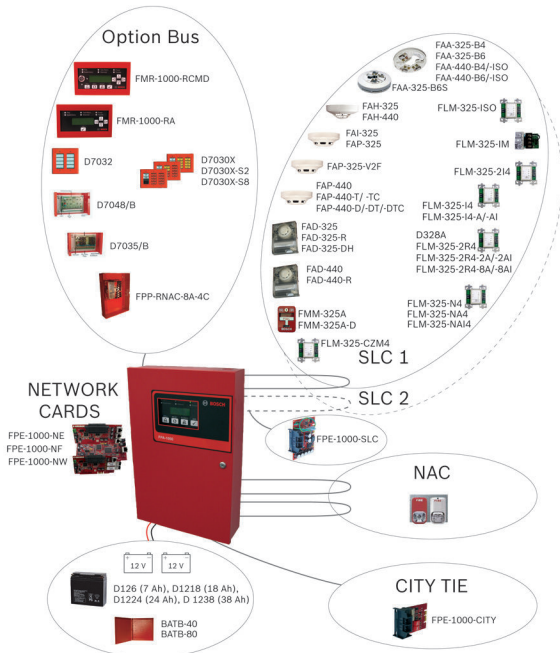 Option Bus
FMR-1000-RCMD
FMR-1000-RA
D7032
D7030X
D7030X-S2
D7030X-S8
D7048/B
D7035/B
FPP-RNAC-8A-4C
FAA-325-B4
FAA-325-B6
FAA-440-B4/-ISO
FAA-440-B6/-ISO
FAA-325-B6S
FAH-325
FAH-440
FAI-325
FAP-325
FAP-325-V2F
FAP-440
FAP-440-T/ -TC
FAP-440-D/-DT/-DTC
FAD-325
FAD-325-R
FAD-325-DH
FAD-440
FAD-440-R
FMM-325A
FMM-325A-D
FLM-325-CZM4
FLM-325-ISO
FLM-325-IM
FLM-325-2I4
FLM-325-I4
FLM-325-I4-A/-AI
D328A
FLM-325-2R4
FLM-325-2R4-2A/-2AI
FLM-325-2R4-8A/-8AI
FLM-325-N4
FLM-325-NA4
FLM-325-NAI4
SLC 1
SLC 2
FPE-1000-SLC
NETWORK
CARDS
FPE-1000-NE
FPE-1000-NF
FPE-1000-NW
BOSCH
NAC
12 V
12 V
D126 (7 Ah), D1218 (18 Ah),
D1224 (24 Ah), D 1238 (38 Ah)
BATB-40
BATB-80
CITY TIE
FPE-1000-CITY